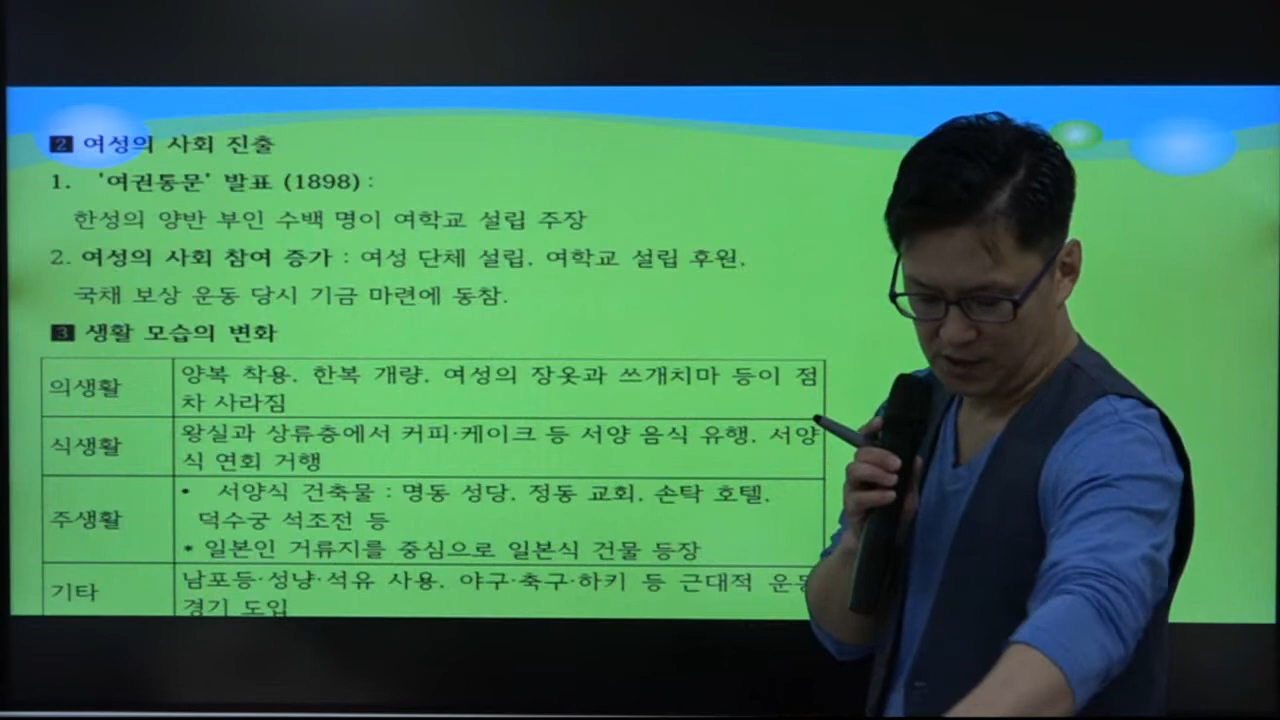 2 여성의 사회 진출
1. '여권통문' 발표 (1898) :
한성의 양반 부인 수백 명이 여학교 설립 주장
2. 여성의 사회 참여 증가 : 여성 단체 설립, 여학교 설립 후원,
국채 보상 운동 당시 기금 마련에 동참.
3 생활 모습의 변화
의생활
양복 착용, 한복 개량, 여성의 장옷과 쓰개치마 등이 점
차 사라짐
식생활
왕실과 상류층에서 커피·케이크 등 서양 음식 유행, 서양
식 연회 거행
주생활
• 서양식 건축물 : 명동 성당, 정동 교회, 손탁 호텔,
덕수궁 석조전 등
* 일본인 거류지를 중심으로 일본식 건물 등장
기타
남포등·성냥·석유 사용, 야구·축구·하키 등 근대적 운동
경기 도입